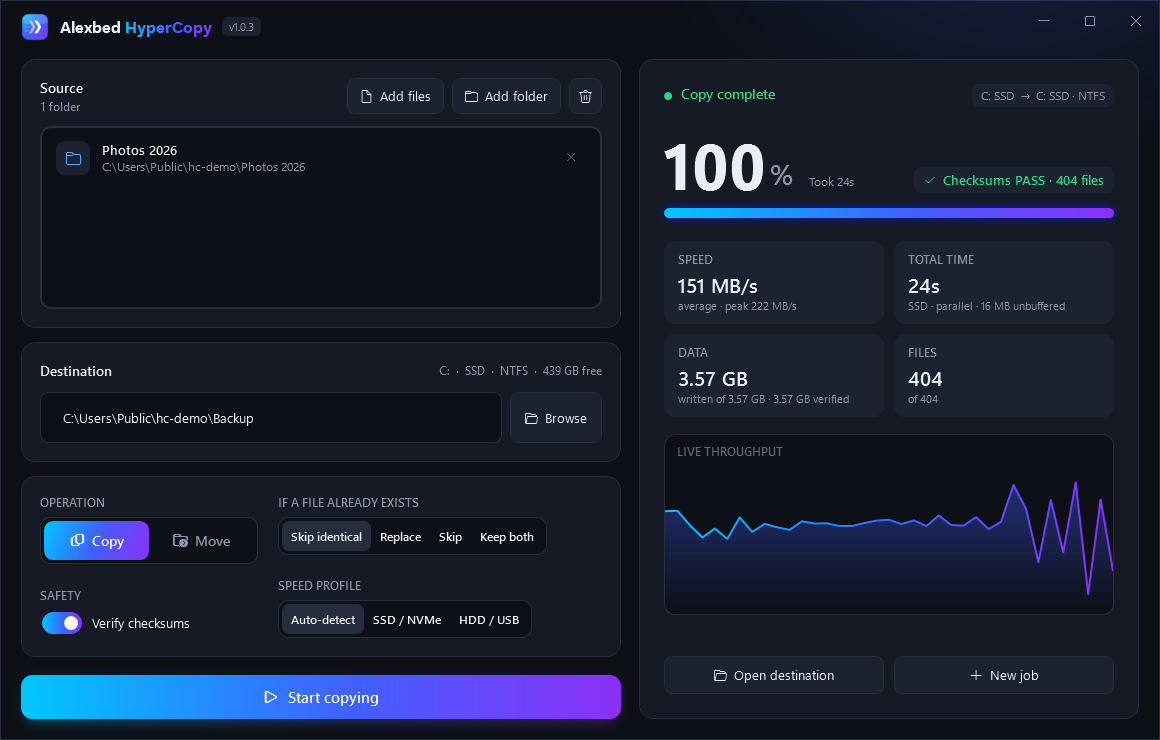 Alexbed HyperCopy v1.0.3
Source
1 folder
Add files
Add folder
Photos 2026
C:\Users\Public\hc-demo\Photos 2026
Destination
C: · SSD · NTFS · 439 GB free
C:\Users\Public\hc-demo\Backup
Browse
OPERATION
Copy
Move
IF A FILE ALREADY EXISTS
Skip identical
Replace
Skip
Keep both
SAFETY
Verify checksums
SPEED PROFILE
Auto-detect
SSD / NVMe
HDD / USB
Start copying
Copy complete
C: SSD → C: SSD · NTFS
100 %
Took 24s
Checksums PASS · 404 files
SPEED
151 MB/s
average · peak 222 MB/s
TOTAL TIME
24s
SSD · parallel · 16 MB unbuffered
DATA
3.57 GB
written of 3.57 GB · 3.57 GB verified
FILES
404
of 404
LIVE THROUGHPUT
Open destination
New job